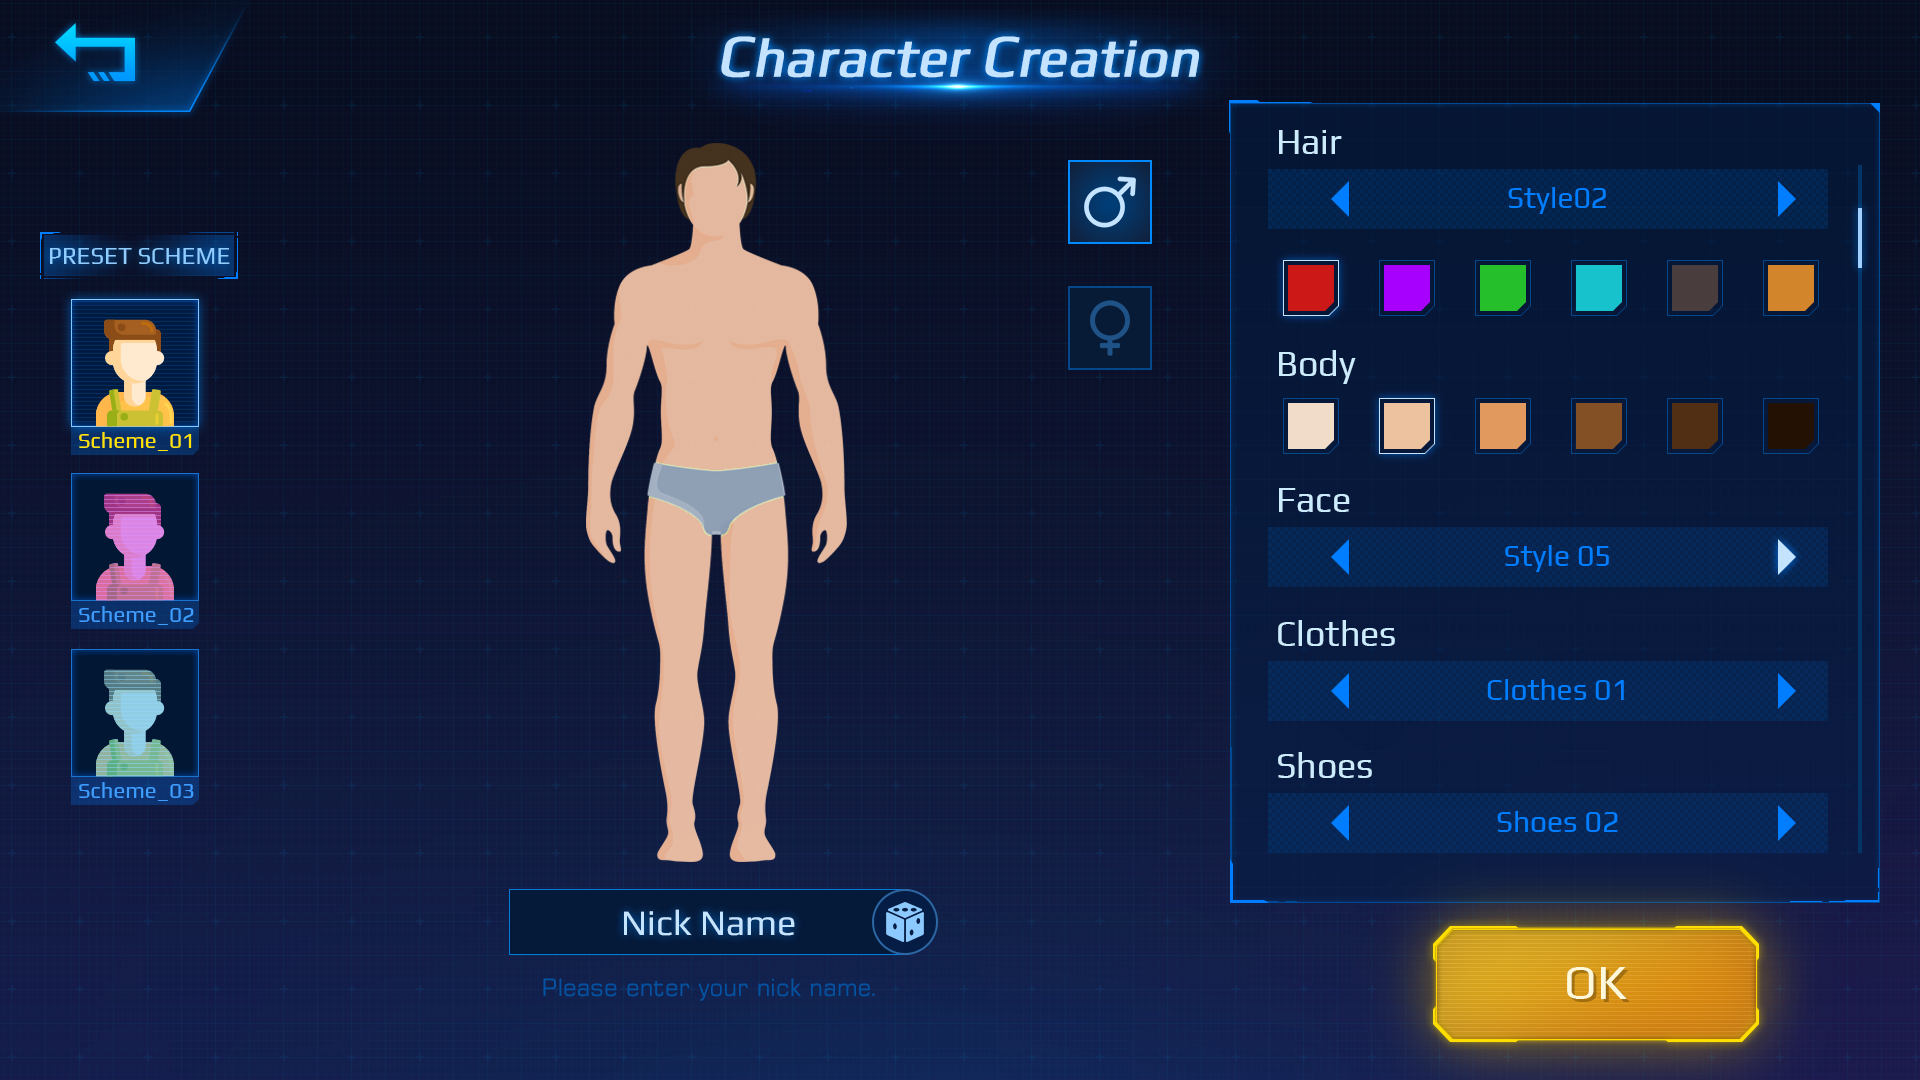 Character Creation
PRESET SCHEME
Scheme_01
Scheme_02
Scheme_03
Nick Name
Please enter your nick name.
Hair
Style02
Body
Face
Style 05
Clothes
Clothes 01
Shoes
Shoes 02
OK